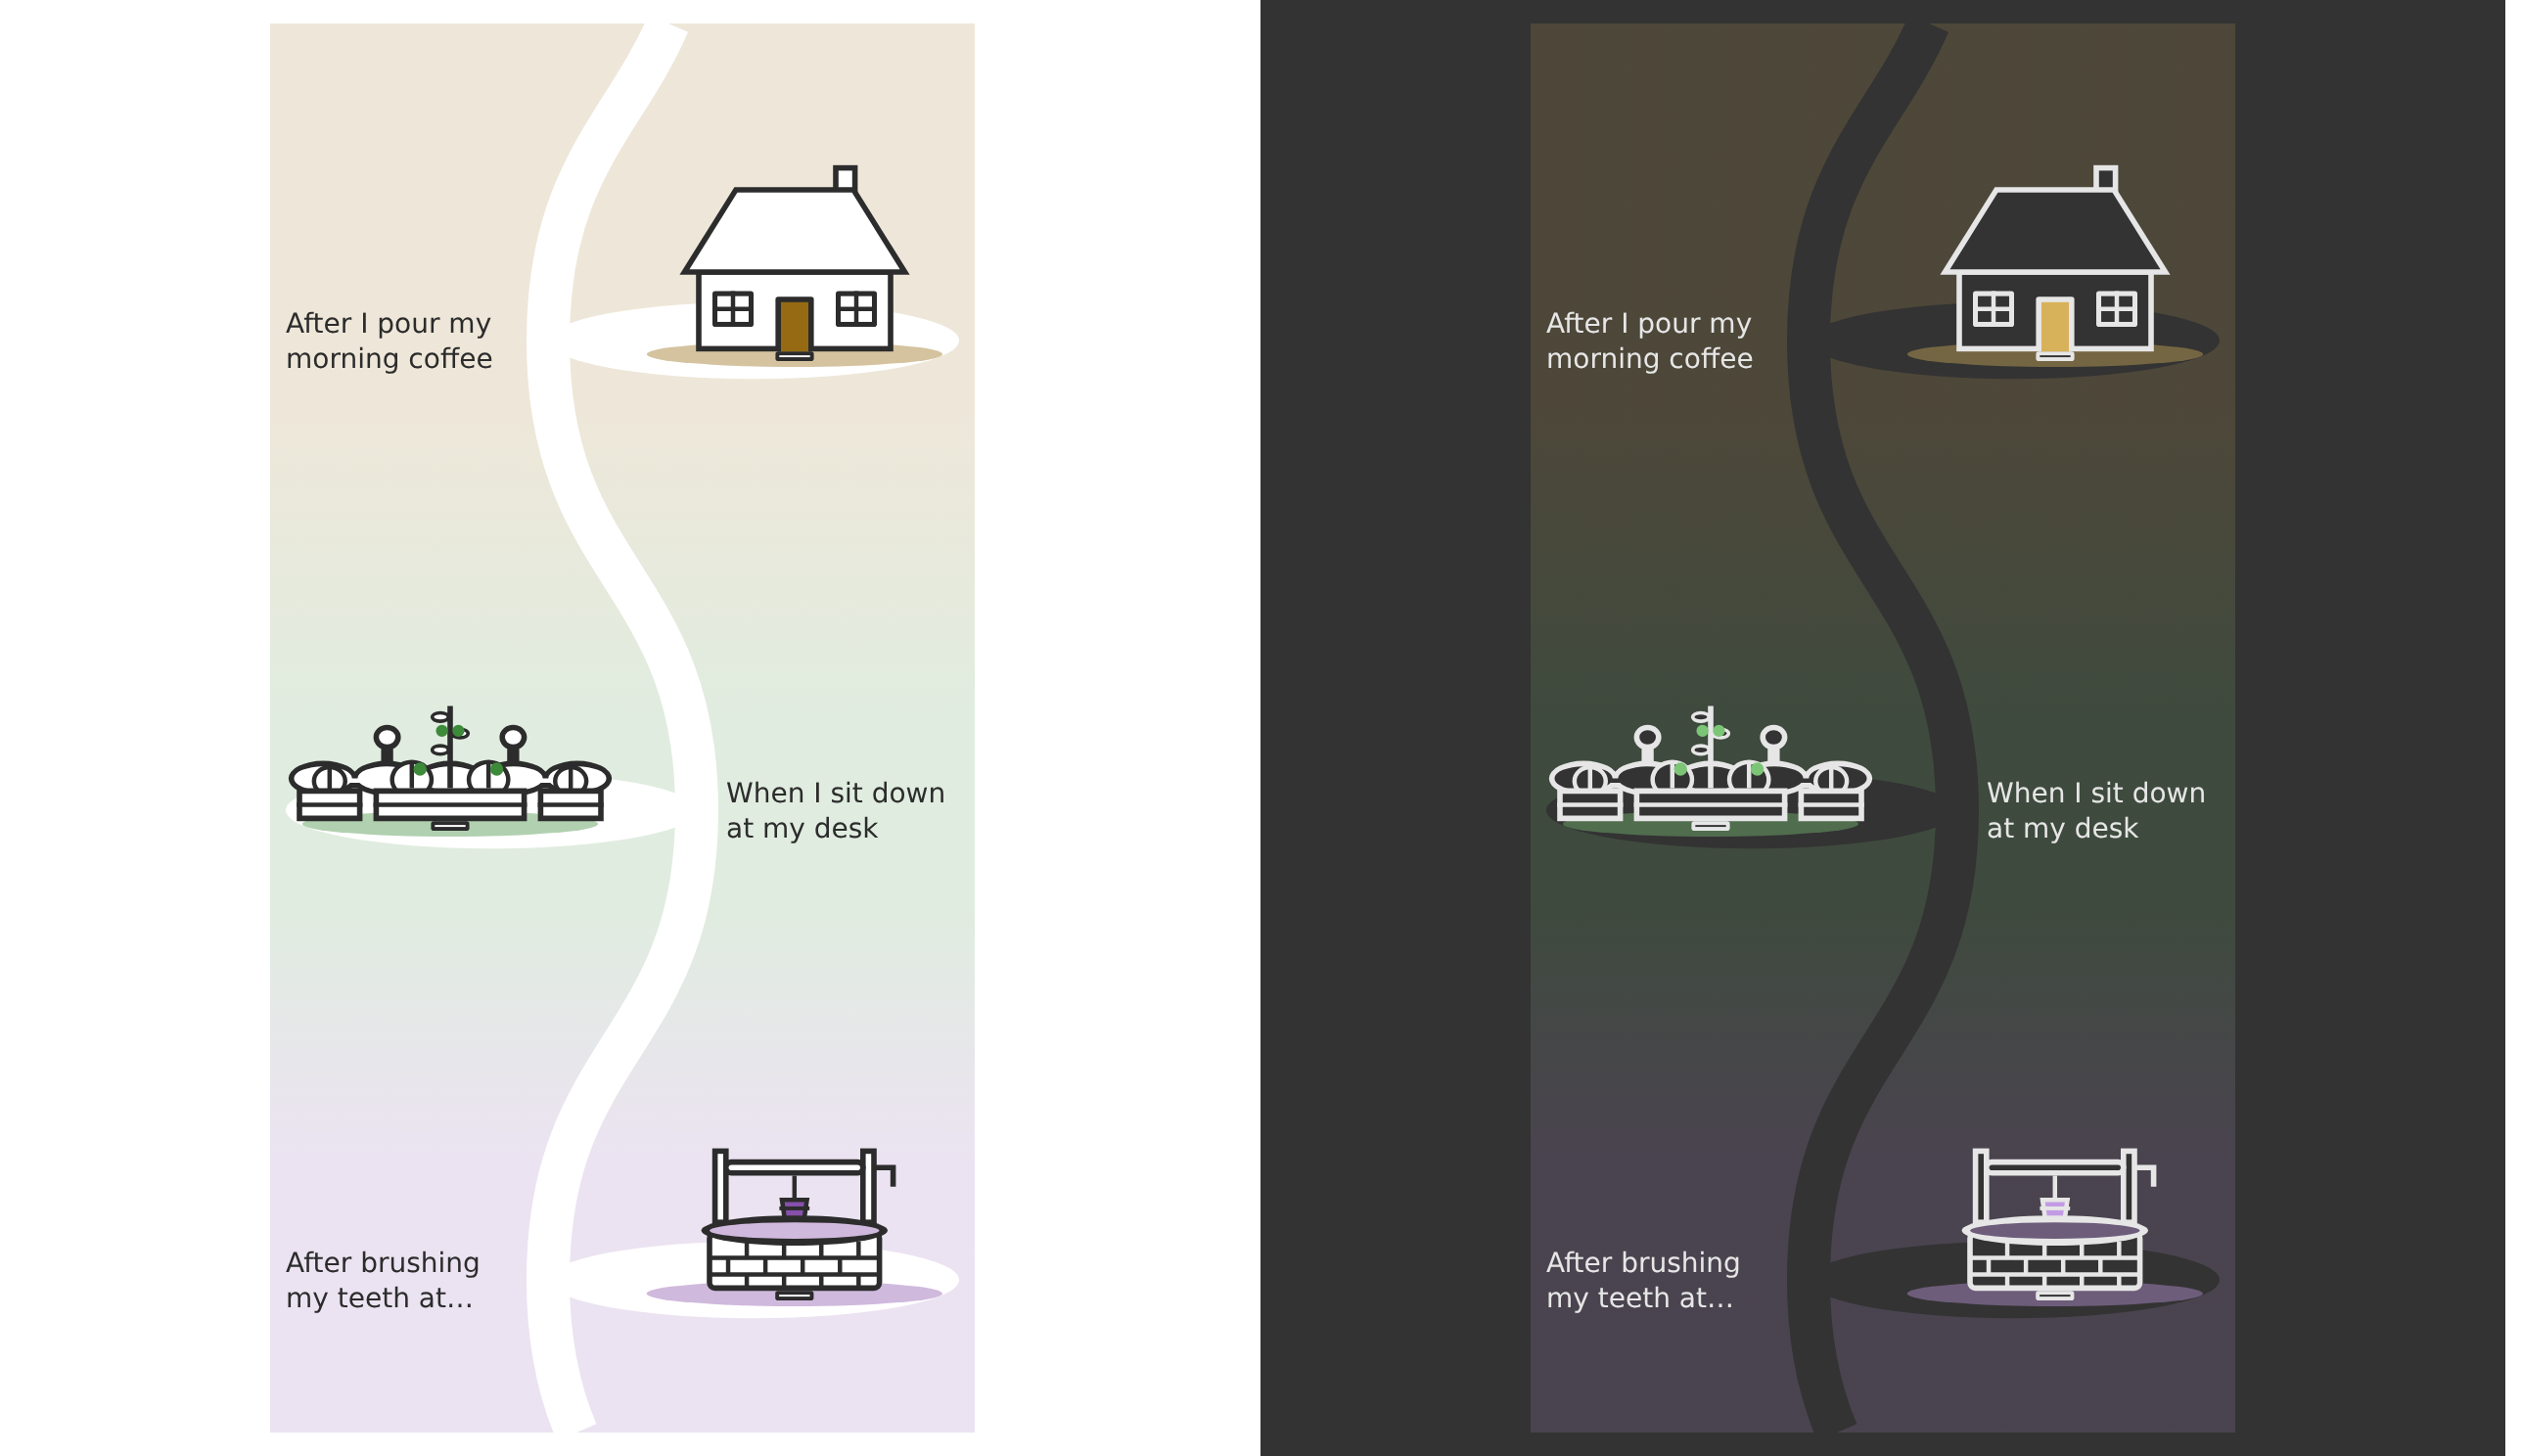 After I pour my
morning coffee
When I sit down
at my desk
After brushing
my teeth at…
After I pour my
morning coffee
When I sit down
at my desk
After brushing
my teeth at…